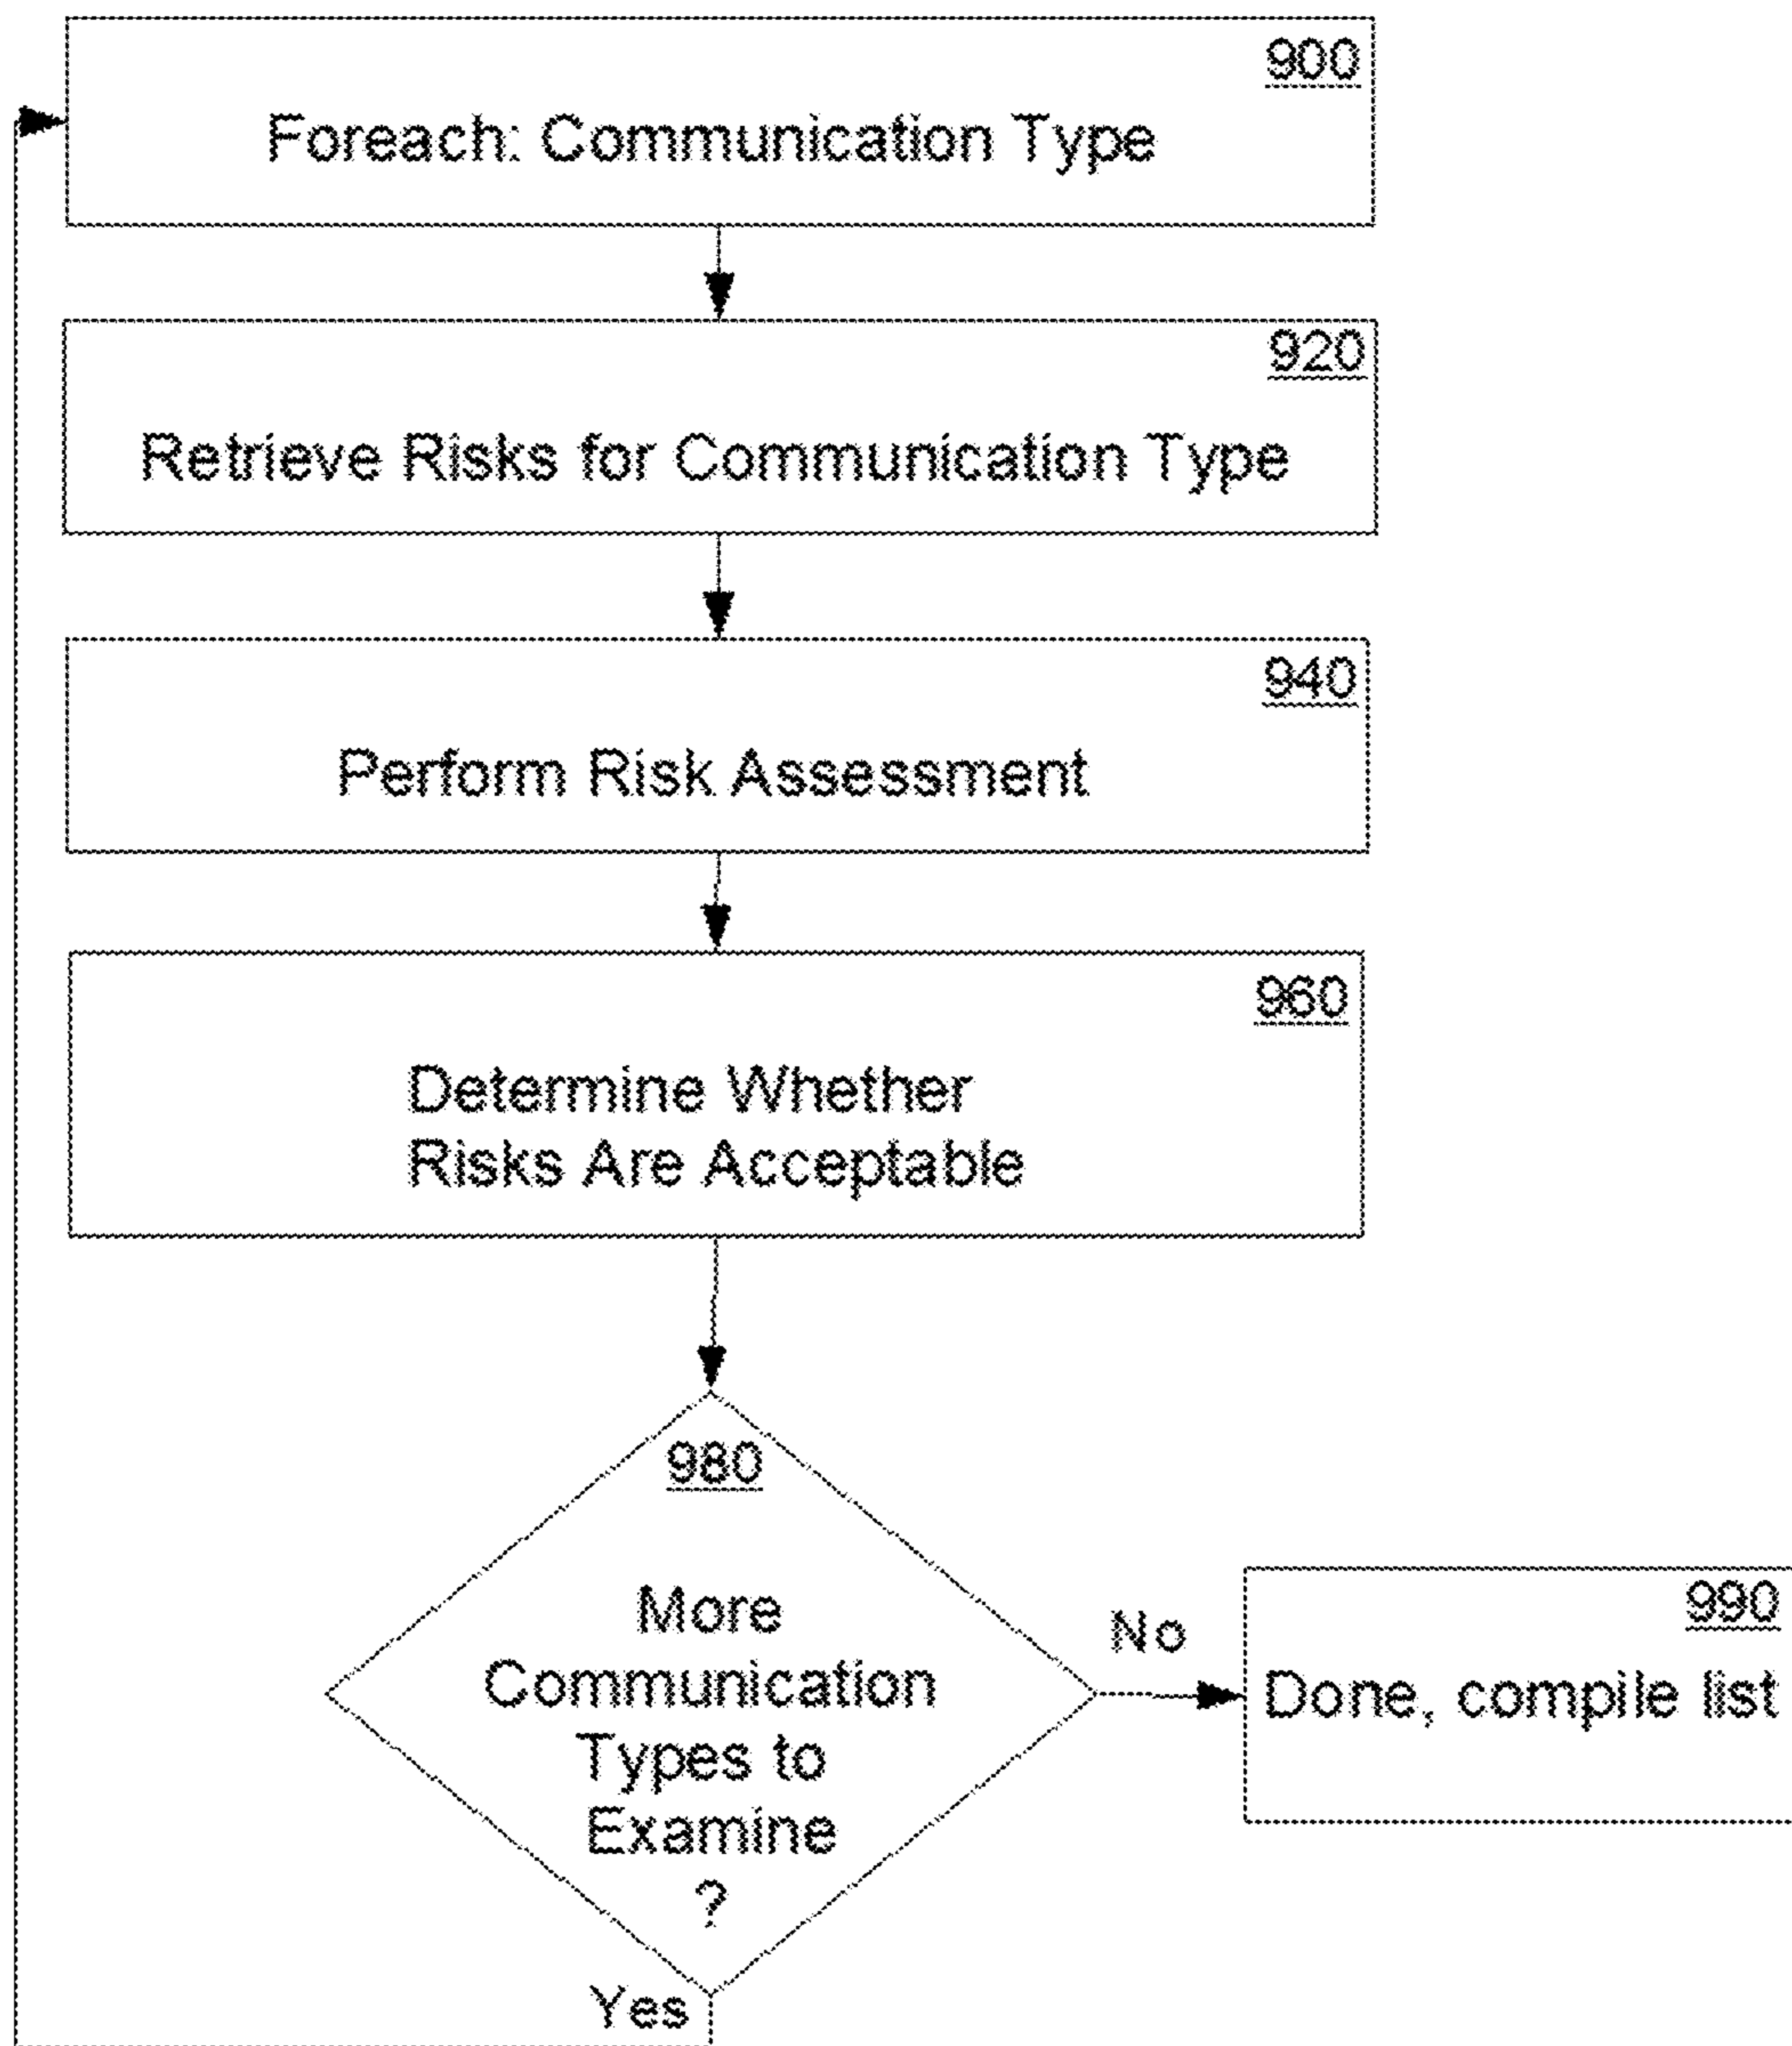 900
Foreach: Communication Type
920
Retrieve Risks for Communication Type
940
Perform Risk Assessment
960
Determine Whether
Risks Are Acceptable
980
More
Communication
Types to
Examine
?
No
990
Done, compile list
Yes